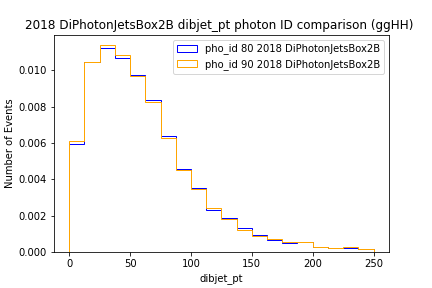 2018 DiPhotonJetsBox2B dibjet_pt photon ID comparison (ggHH)
pho_id 80 2018 DiPhotonJetsBox2B
pho_id 90 2018 DiPhotonJetsBox2B
Number of Events
0.010
0.008
0.006
0.004
0.002
0.000
0 50 100 150 200 250
dibjet_pt